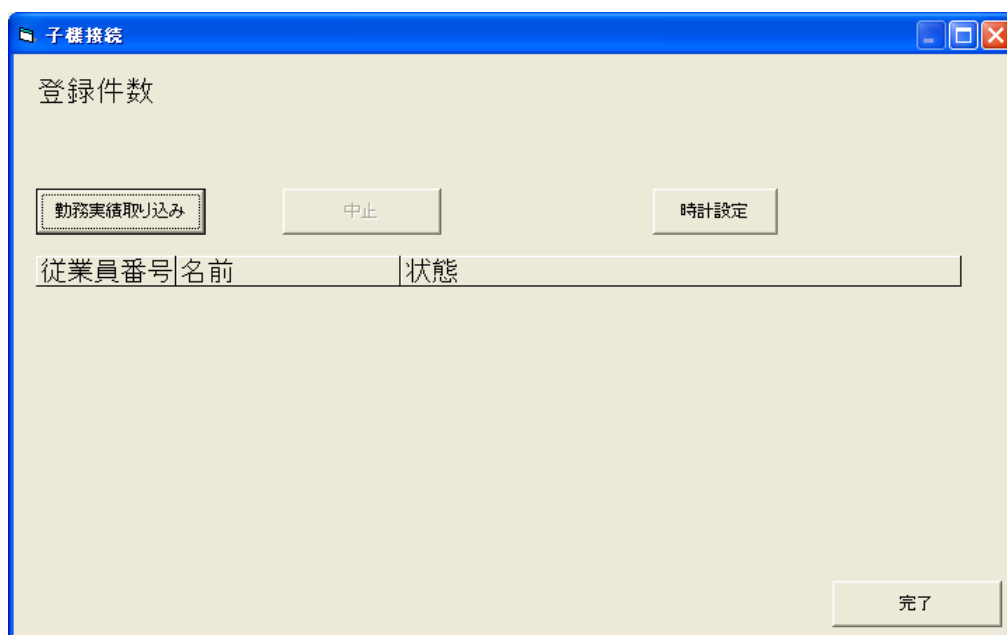 子機接続
登録件数
勤務実績取り込み 中止 時計設定
従業員番号 名前 状態
完了